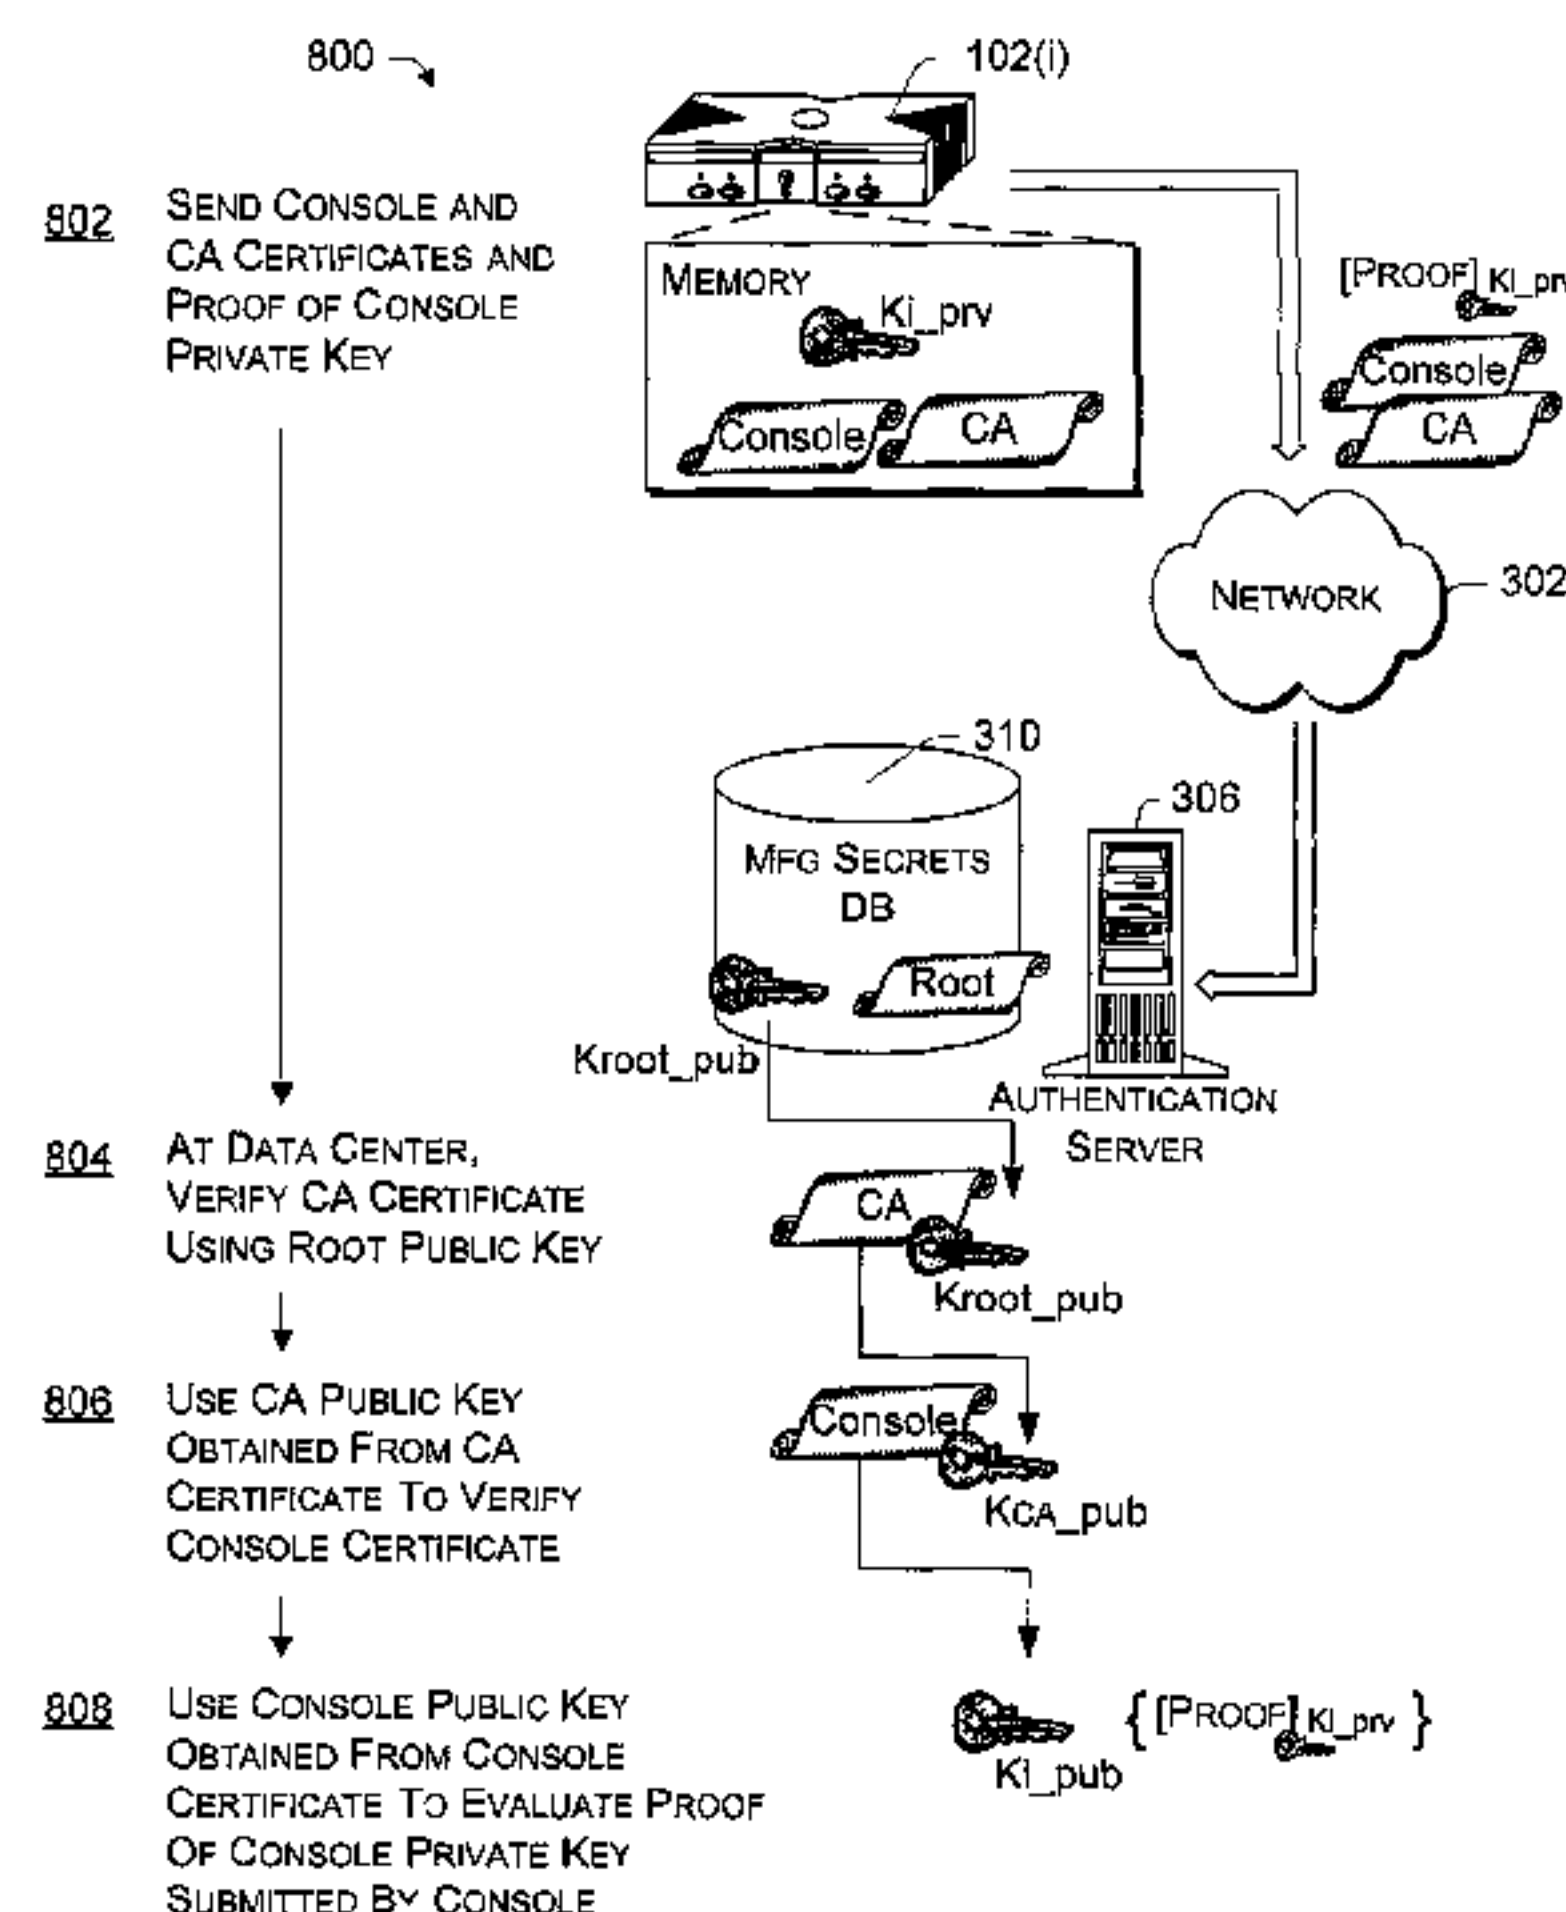 800
102(i)
802
SEND CONSOLE AND
CA CERTIFICATES AND
PROOF OF CONSOLE
PRIVATE KEY
MEMORY
Ki_prv
Console
CA
[PROOF] Ki_prv
Console
CA
NETWORK
302
310
306
MFG SECRETS
DB
Root
Kroot_pub
AUTHENTICATION
SERVER
804
AT DATA CENTER,
VERIFY CA CERTIFICATE
USING ROOT PUBLIC KEY
CA
Kroot_pub
806
USE CA PUBLIC KEY
OBTAINED FROM CA
CERTIFICATE TO VERIFY
CONSOLE CERTIFICATE
Console
KCA_pub
808
USE CONSOLE PUBLIC KEY
OBTAINED FROM CONSOLE
CERTIFICATE TO EVALUATE PROOF
OF CONSOLE PRIVATE KEY
SUBMITTED BY CONSOLE
Ki_pub
{ [PROOF] Ki_prv }